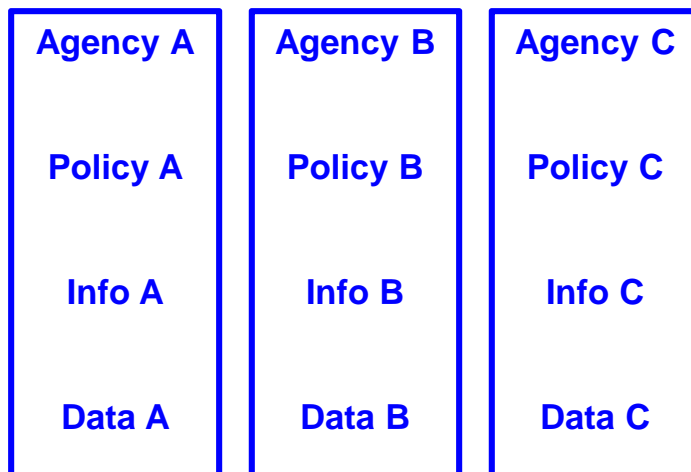 Agency A
Policy A
Info A
Data A
Agency B
Policy B
Info B
Data B
Agency C
Policy C
Info C
Data C